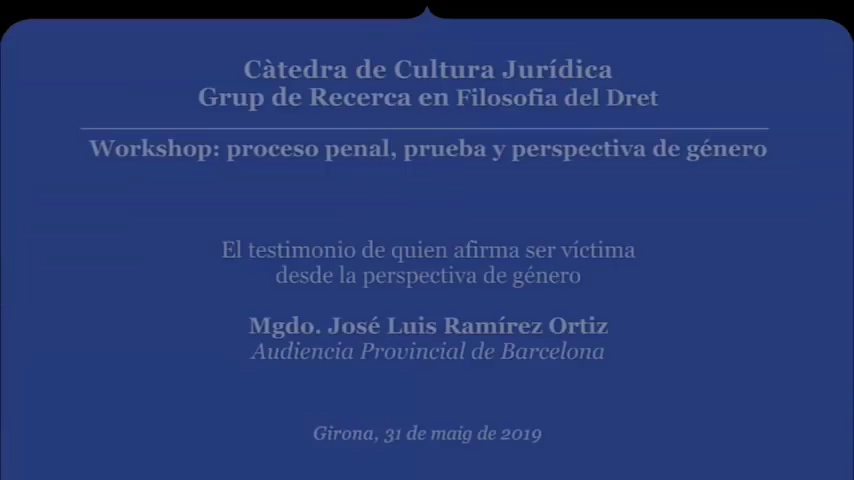 Càtedra de Cultura Jurídica
Grup de Recerca en Filosofia del Dret
Workshop: proceso penal, prueba y perspectiva de género
El testimonio de quien afirma ser víctima
desde la perspectiva de género
Mgdo. José Luis Ramírez Ortiz
Audiencia Provincial de Barcelona
Girona, 31 de maig de 2019